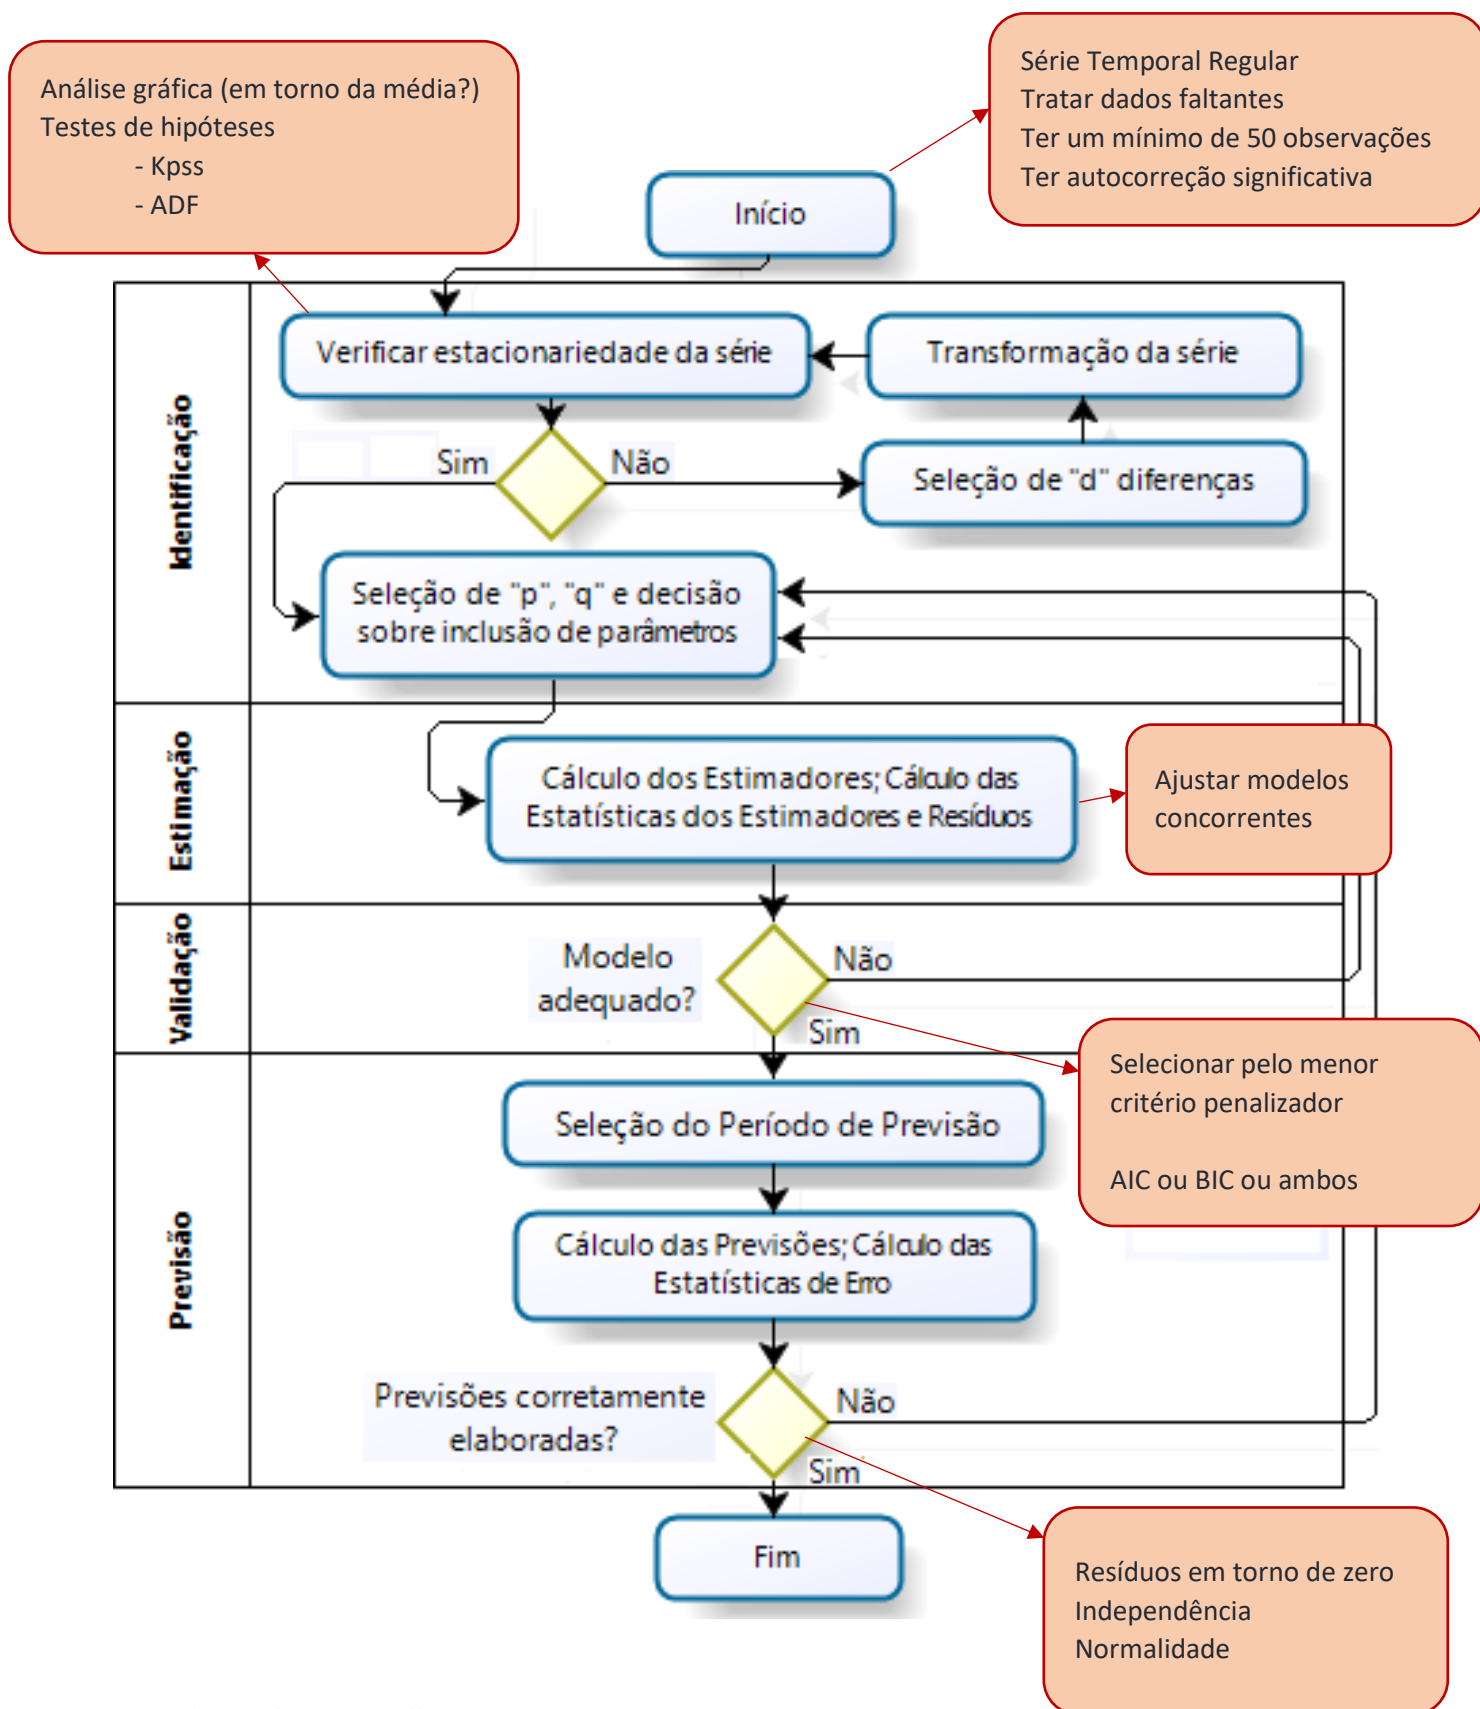 Análise gráfica (em torno da média?)
Testes de hipóteses
- Kpss
- ADF
Série Temporal Regular
Tratar dados faltantes
Ter um mínimo de 50 observações
Ter autocorreção significativa
Início
Identificação
Verificar estacionariedade da série
Transformação da série
Sim
Não
Seleção de "d" diferenças
Seleção de "p", "q" e decisão
sobre inclusão de parâmetros
Estimação
Cálculo dos Estimadores; Cálculo das
Estatísticas dos Estimadores e Resíduos
Ajustar modelos
concorrentes
Validação
Modelo
adequado?
Não
Sim
Selecionar pelo menor
critério penalizador
AIC ou BIC ou ambos
Previsão
Seleção do Período de Previsão
Cálculo das Previsões; Cálculo das
Estatísticas de Erro
Previsões corretamente
elaboradas?
Não
Sim
Fim
Resíduos em torno de zero
Independência
Normalidade